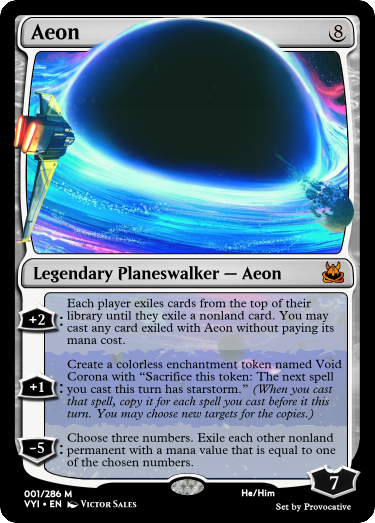 Aeon 8
Legendary Planeswalker — Aeon
+2: Each player exiles cards from the top of their
library until they exile a nonland card. You may
cast any card exiled with Aeon without paying its
mana cost.
+1: Create a colorless enchantment token named Void
Corona with “Sacrifice this token: The next spell
you cast this turn has starstorm.” (When you cast
that spell, copy it for each spell you cast before it this
turn. You may choose new targets for the copies.)
-5: Choose three numbers. Exile each other nonland
permanent with a mana value that is equal to one
of the chosen numbers.
7
001/286 M He/Him
VYI • EN Victor Sales Set by Provocative